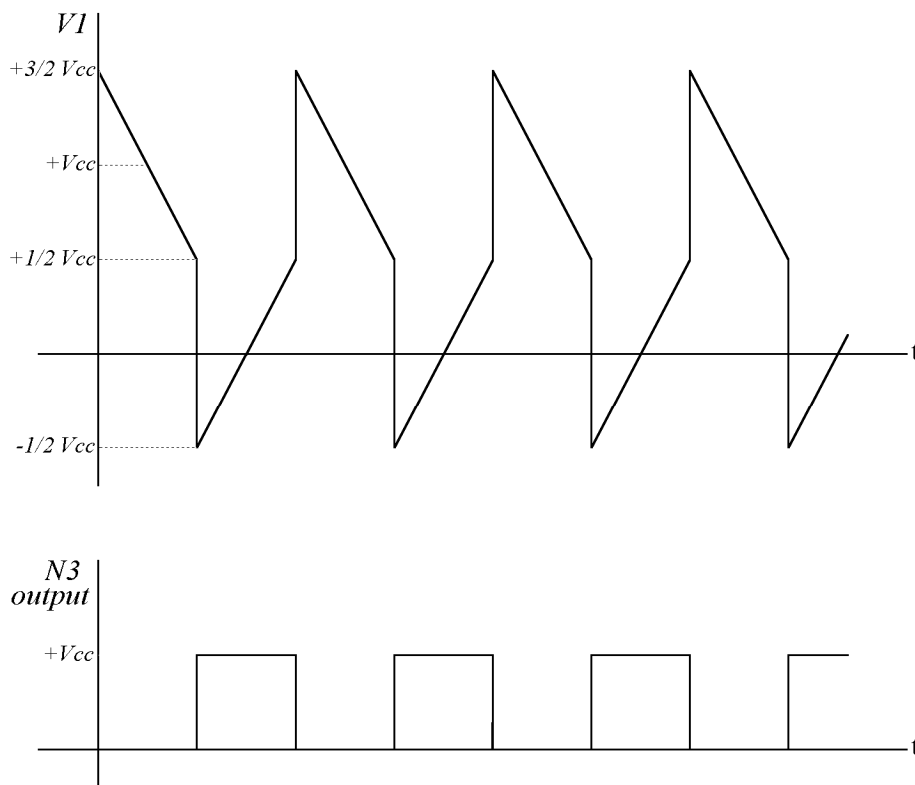 V1
+3/2 Vcc
+Vcc
+1/2 Vcc
t
-1/2 Vcc
N3
output
+Vcc
t